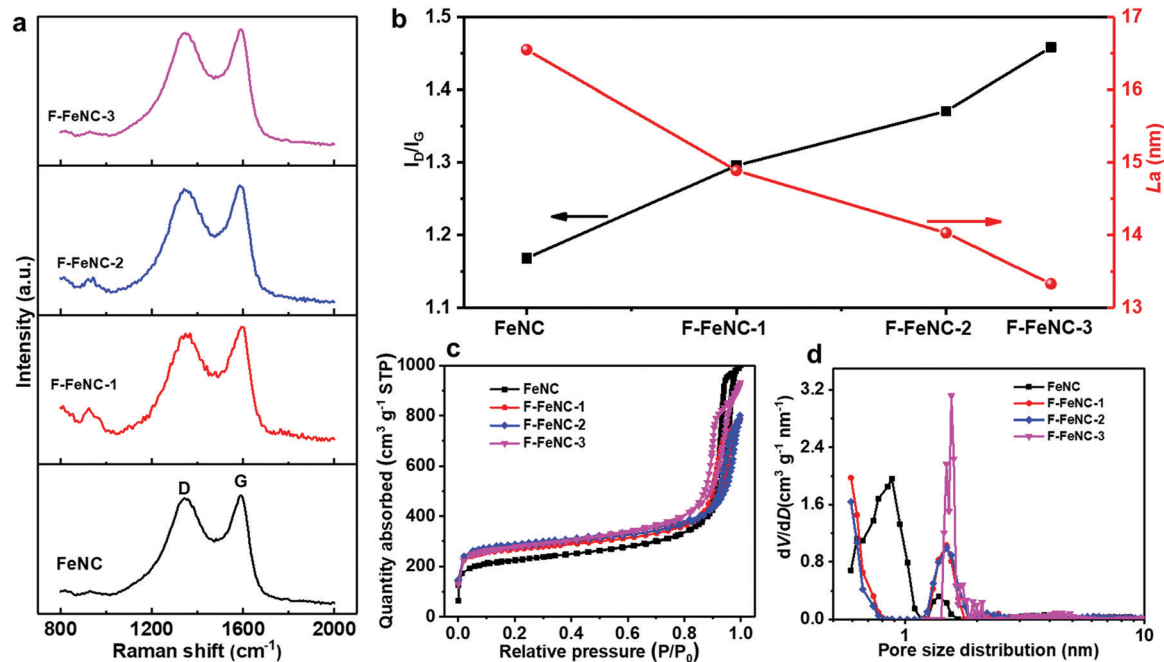 a
F-FeNC-3
F-FeNC-2
F-FeNC-1
D
G
FeNC
Intensity (a.u.)
800
1200
1600
2000
Raman shift (cm⁻¹)
b
1.5
1.4
1.3
1.2
1.1
I_D/I_G
17
16
15
14
13
La (nm)
FeNC
F-FeNC-1
F-FeNC-2
F-FeNC-3
c
1000
800
600
400
200
0
Quantity absorbed (cm³ g⁻¹ STP)
FeNC
F-FeNC-1
F-FeNC-2
F-FeNC-3
0.0
0.2
0.4
0.6
0.8
1.0
Relative pressure (P/P₀)
d
3.2
2.4
1.6
0.8
0.0
dV/dD(cm³ g⁻¹ nm⁻¹)
FeNC
F-FeNC-1
F-FeNC-2
F-FeNC-3
1
10
Pore size distribution (nm)